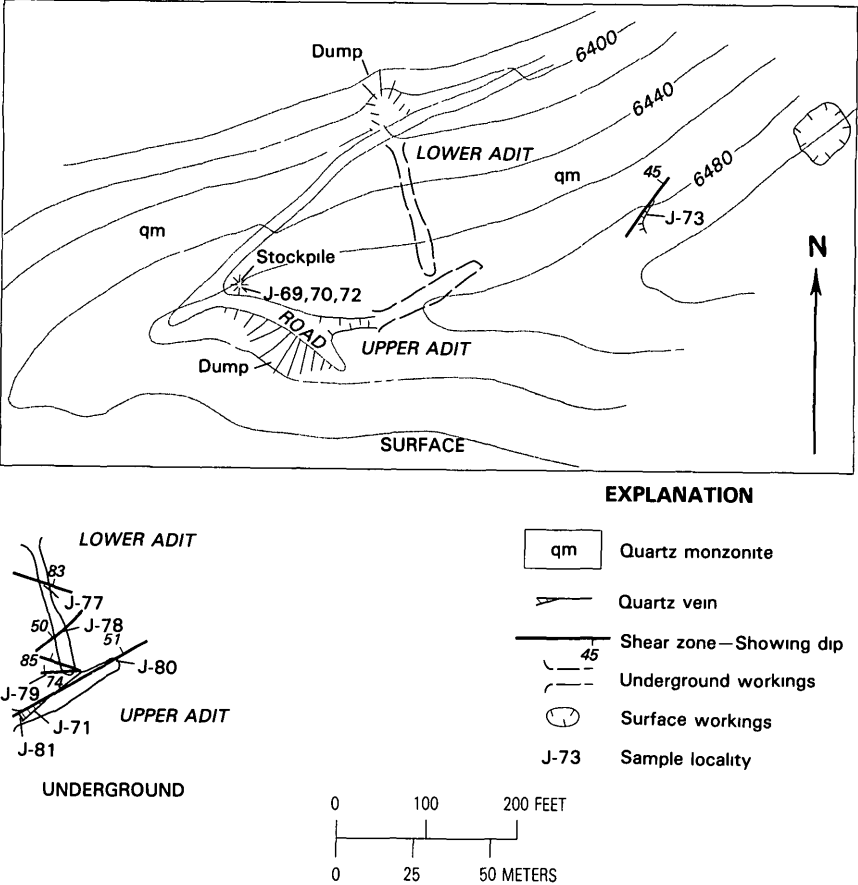 Dump
6400
6440
LOWER ADIT
qm
45
6480
J-73
qm
N
Stockpile
J-69,70,72
ROAD
UPPER ADIT
Dump
SURFACE
EXPLANATION
qm Quartz monzonite
Quartz vein
45 Shear zone—Showing dip
Underground workings
Surface workings
J-73 Sample locality
LOWER ADIT
83
J-77
50
J-78
51
85
J-80
74
J-79
UPPER ADIT
J-71
J-81
UNDERGROUND
0 100 200 FEET
0 25 50 METERS